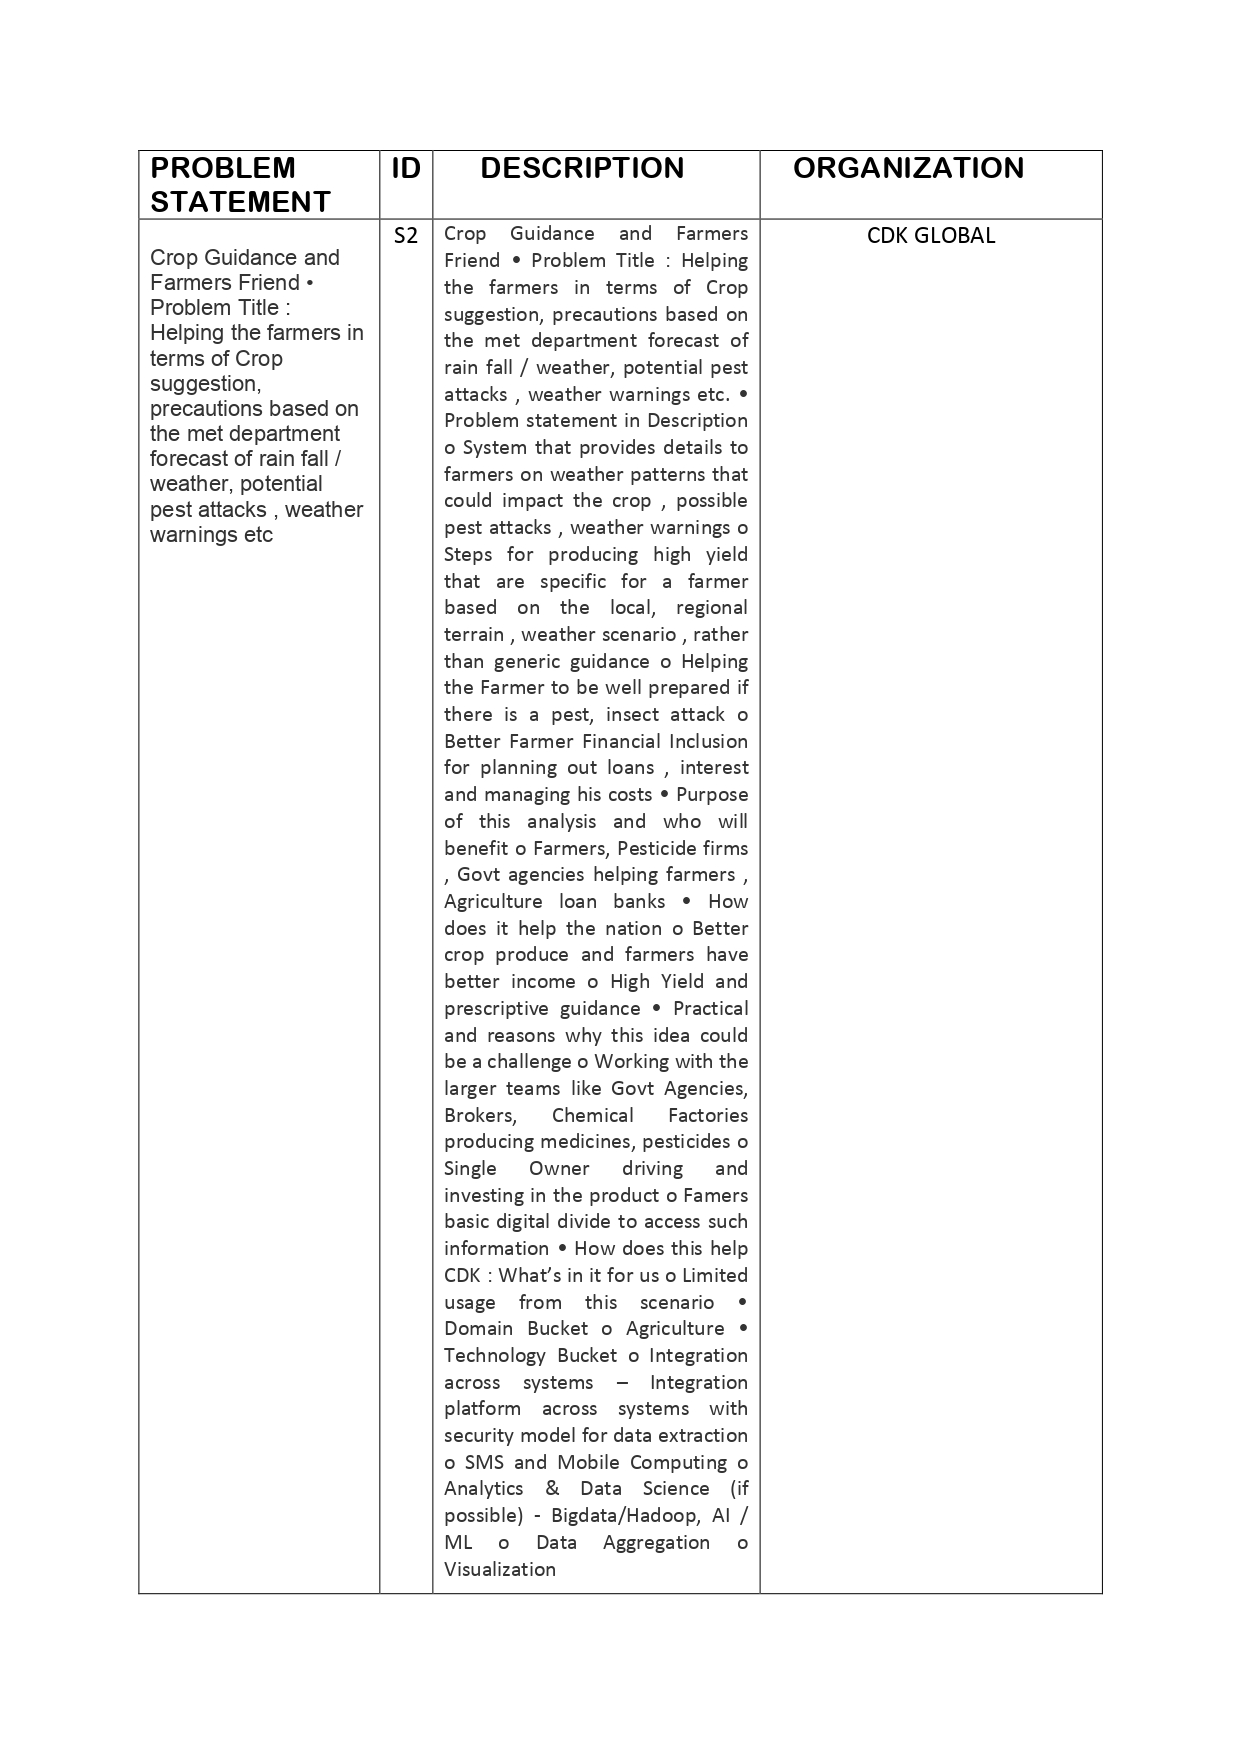 PROBLEM
STATEMENT
ID
DESCRIPTION
ORGANIZATION
Crop Guidance and
Farmers Friend •
Problem Title :
Helping the farmers in
terms of Crop
suggestion,
precautions based on
the met department
forecast of rain fall /
weather, potential
pest attacks , weather
warnings etc
S2
Crop Guidance and Farmers
Friend • Problem Title : Helping
the farmers in terms of Crop
suggestion, precautions based on
the met department forecast of
rain fall / weather, potential pest
attacks , weather warnings etc. •
Problem statement in Description
o System that provides details to
farmers on weather patterns that
could impact the crop , possible
pest attacks , weather warnings o
Steps for producing high yield
that are specific for a farmer
based on the local, regional
terrain , weather scenario , rather
than generic guidance o Helping
the Farmer to be well prepared if
there is a pest, insect attack o
Better Farmer Financial Inclusion
for planning out loans , interest
and managing his costs • Purpose
of this analysis and who will
benefit o Farmers, Pesticide firms
, Govt agencies helping farmers ,
Agriculture loan banks • How
does it help the nation o Better
crop produce and farmers have
better income o High Yield and
prescriptive guidance • Practical
and reasons why this idea could
be a challenge o Working with the
larger teams like Govt Agencies,
Brokers, Chemical Factories
producing medicines, pesticides o
Single Owner driving and
investing in the product o Famers
basic digital divide to access such
information • How does this help
CDK : What’s in it for us o Limited
usage from this scenario •
Domain Bucket o Agriculture •
Technology Bucket o Integration
across systems – Integration
platform across systems with
security model for data extraction
o SMS and Mobile Computing o
Analytics & Data Science (if
possible) - Bigdata/Hadoop, AI /
ML o Data Aggregation o
Visualization
CDK GLOBAL